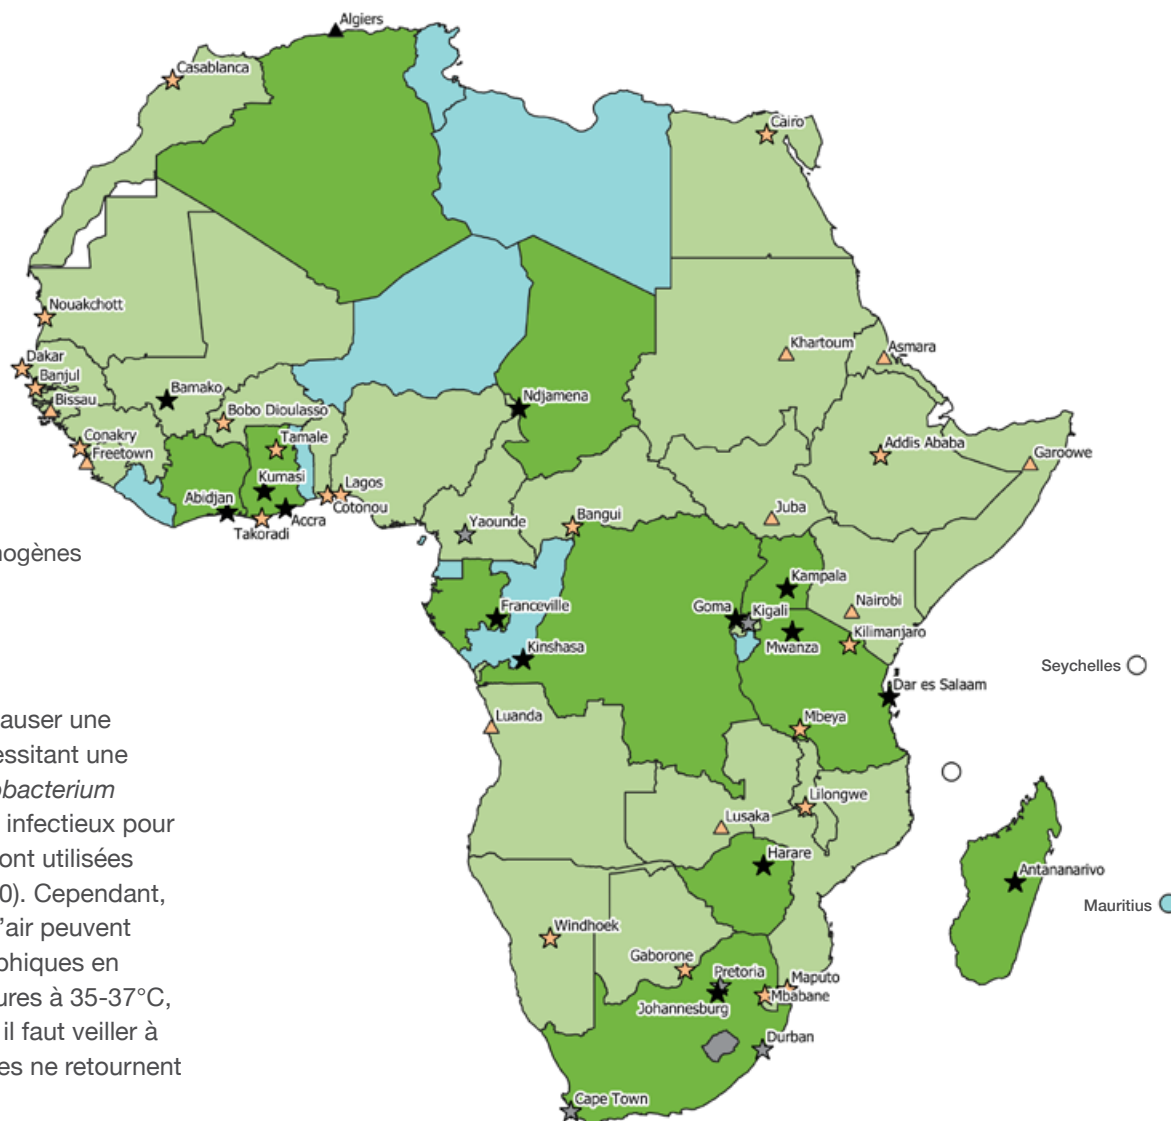 Algiers
Casablanca
Cairo
Nouakchott
Khartoum
Asmara
Dakar
Banjul
Bamako
Ndjamena
Bissau
Bobo Dioulasso
Conakry
Tamale
Addis Ababa
Freetown
Garoowe
Kumasi
Lagos
Abidjan
Cotonou
Accra
Juba
Takoradi
Yaounde
Bangui
ogènes
Kampala
Franceville
Goma
Kigali
Nairobi
Kilimanjaro
Kinshasa
Mwanza
Seychelles
Dar es Salaam
auser une
Luanda
Mbeya
essitant une
obacterium
Lilongwe
infectieux pour
Lusaka
ont utilisées
Harare
0). Cependant,
Antananarivo
'air peuvent
Mauritius
Windhoek
phiques en
Gaborone
Pretoria
Maputo
ures à 35-37°C,
Mbabane
Johannesburg
il faut veiller à
Durban
es ne retournent
Cape Town